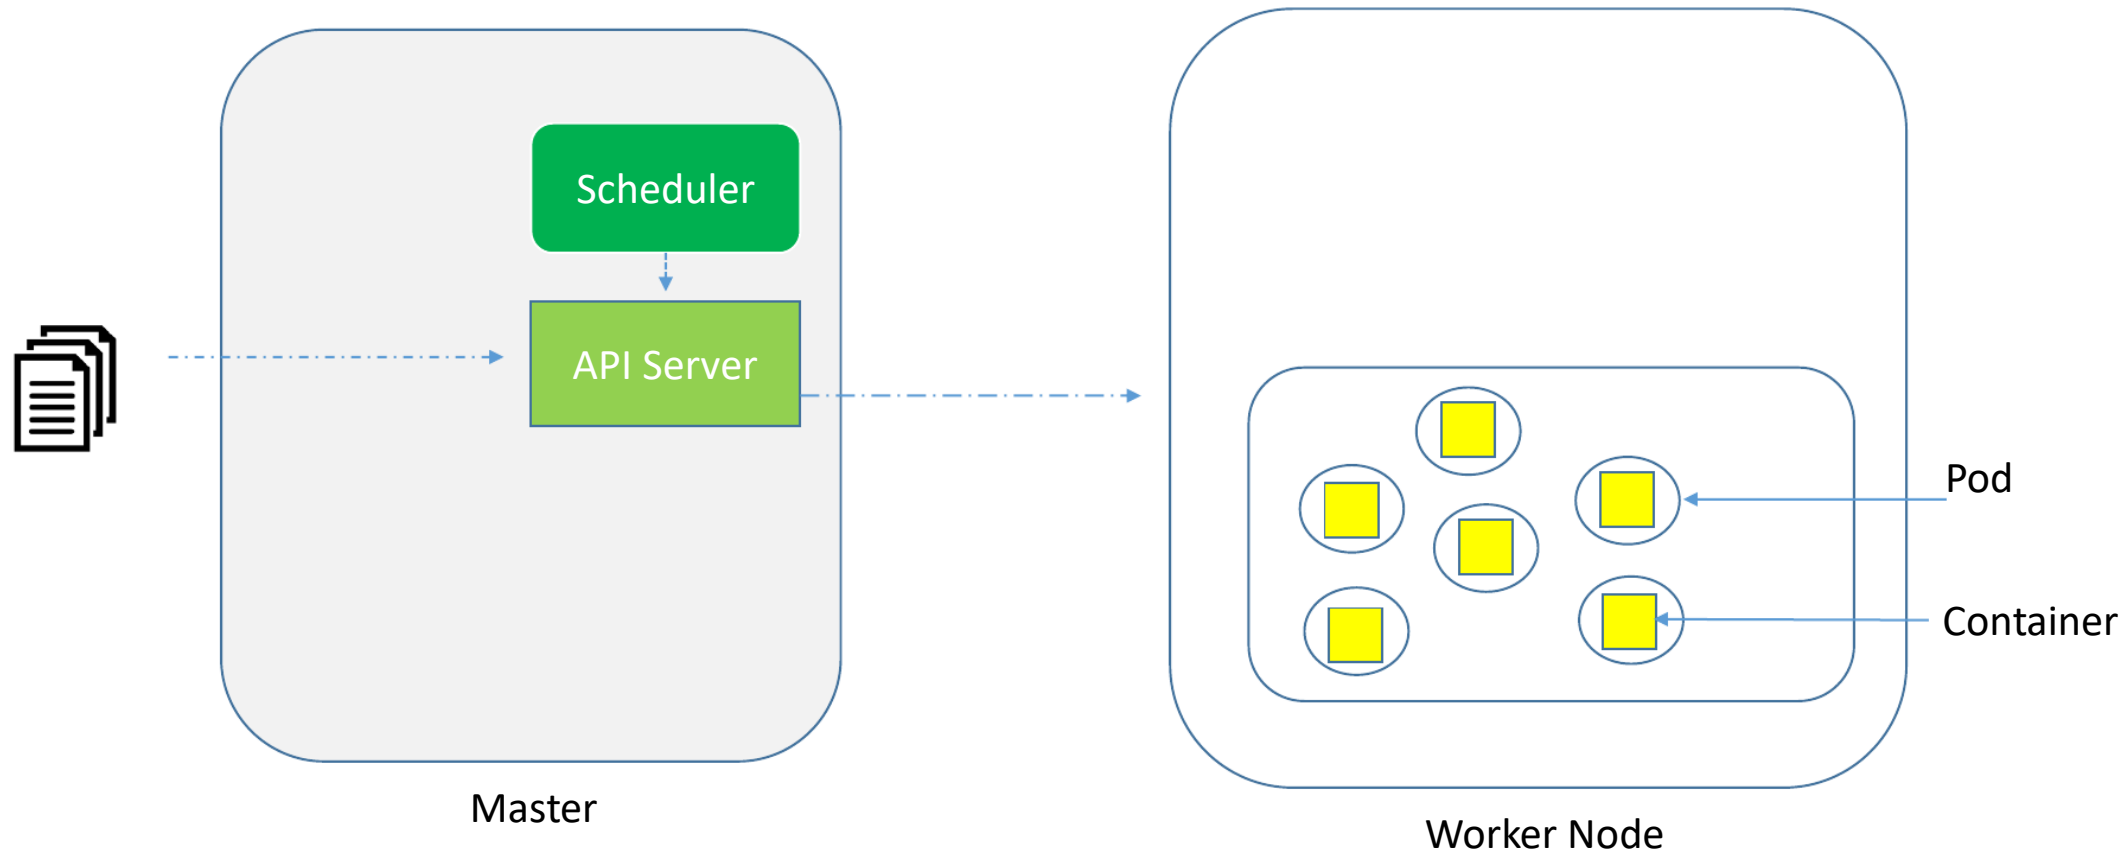 Scheduler
API Server
Pod
Container
Master
Worker Node